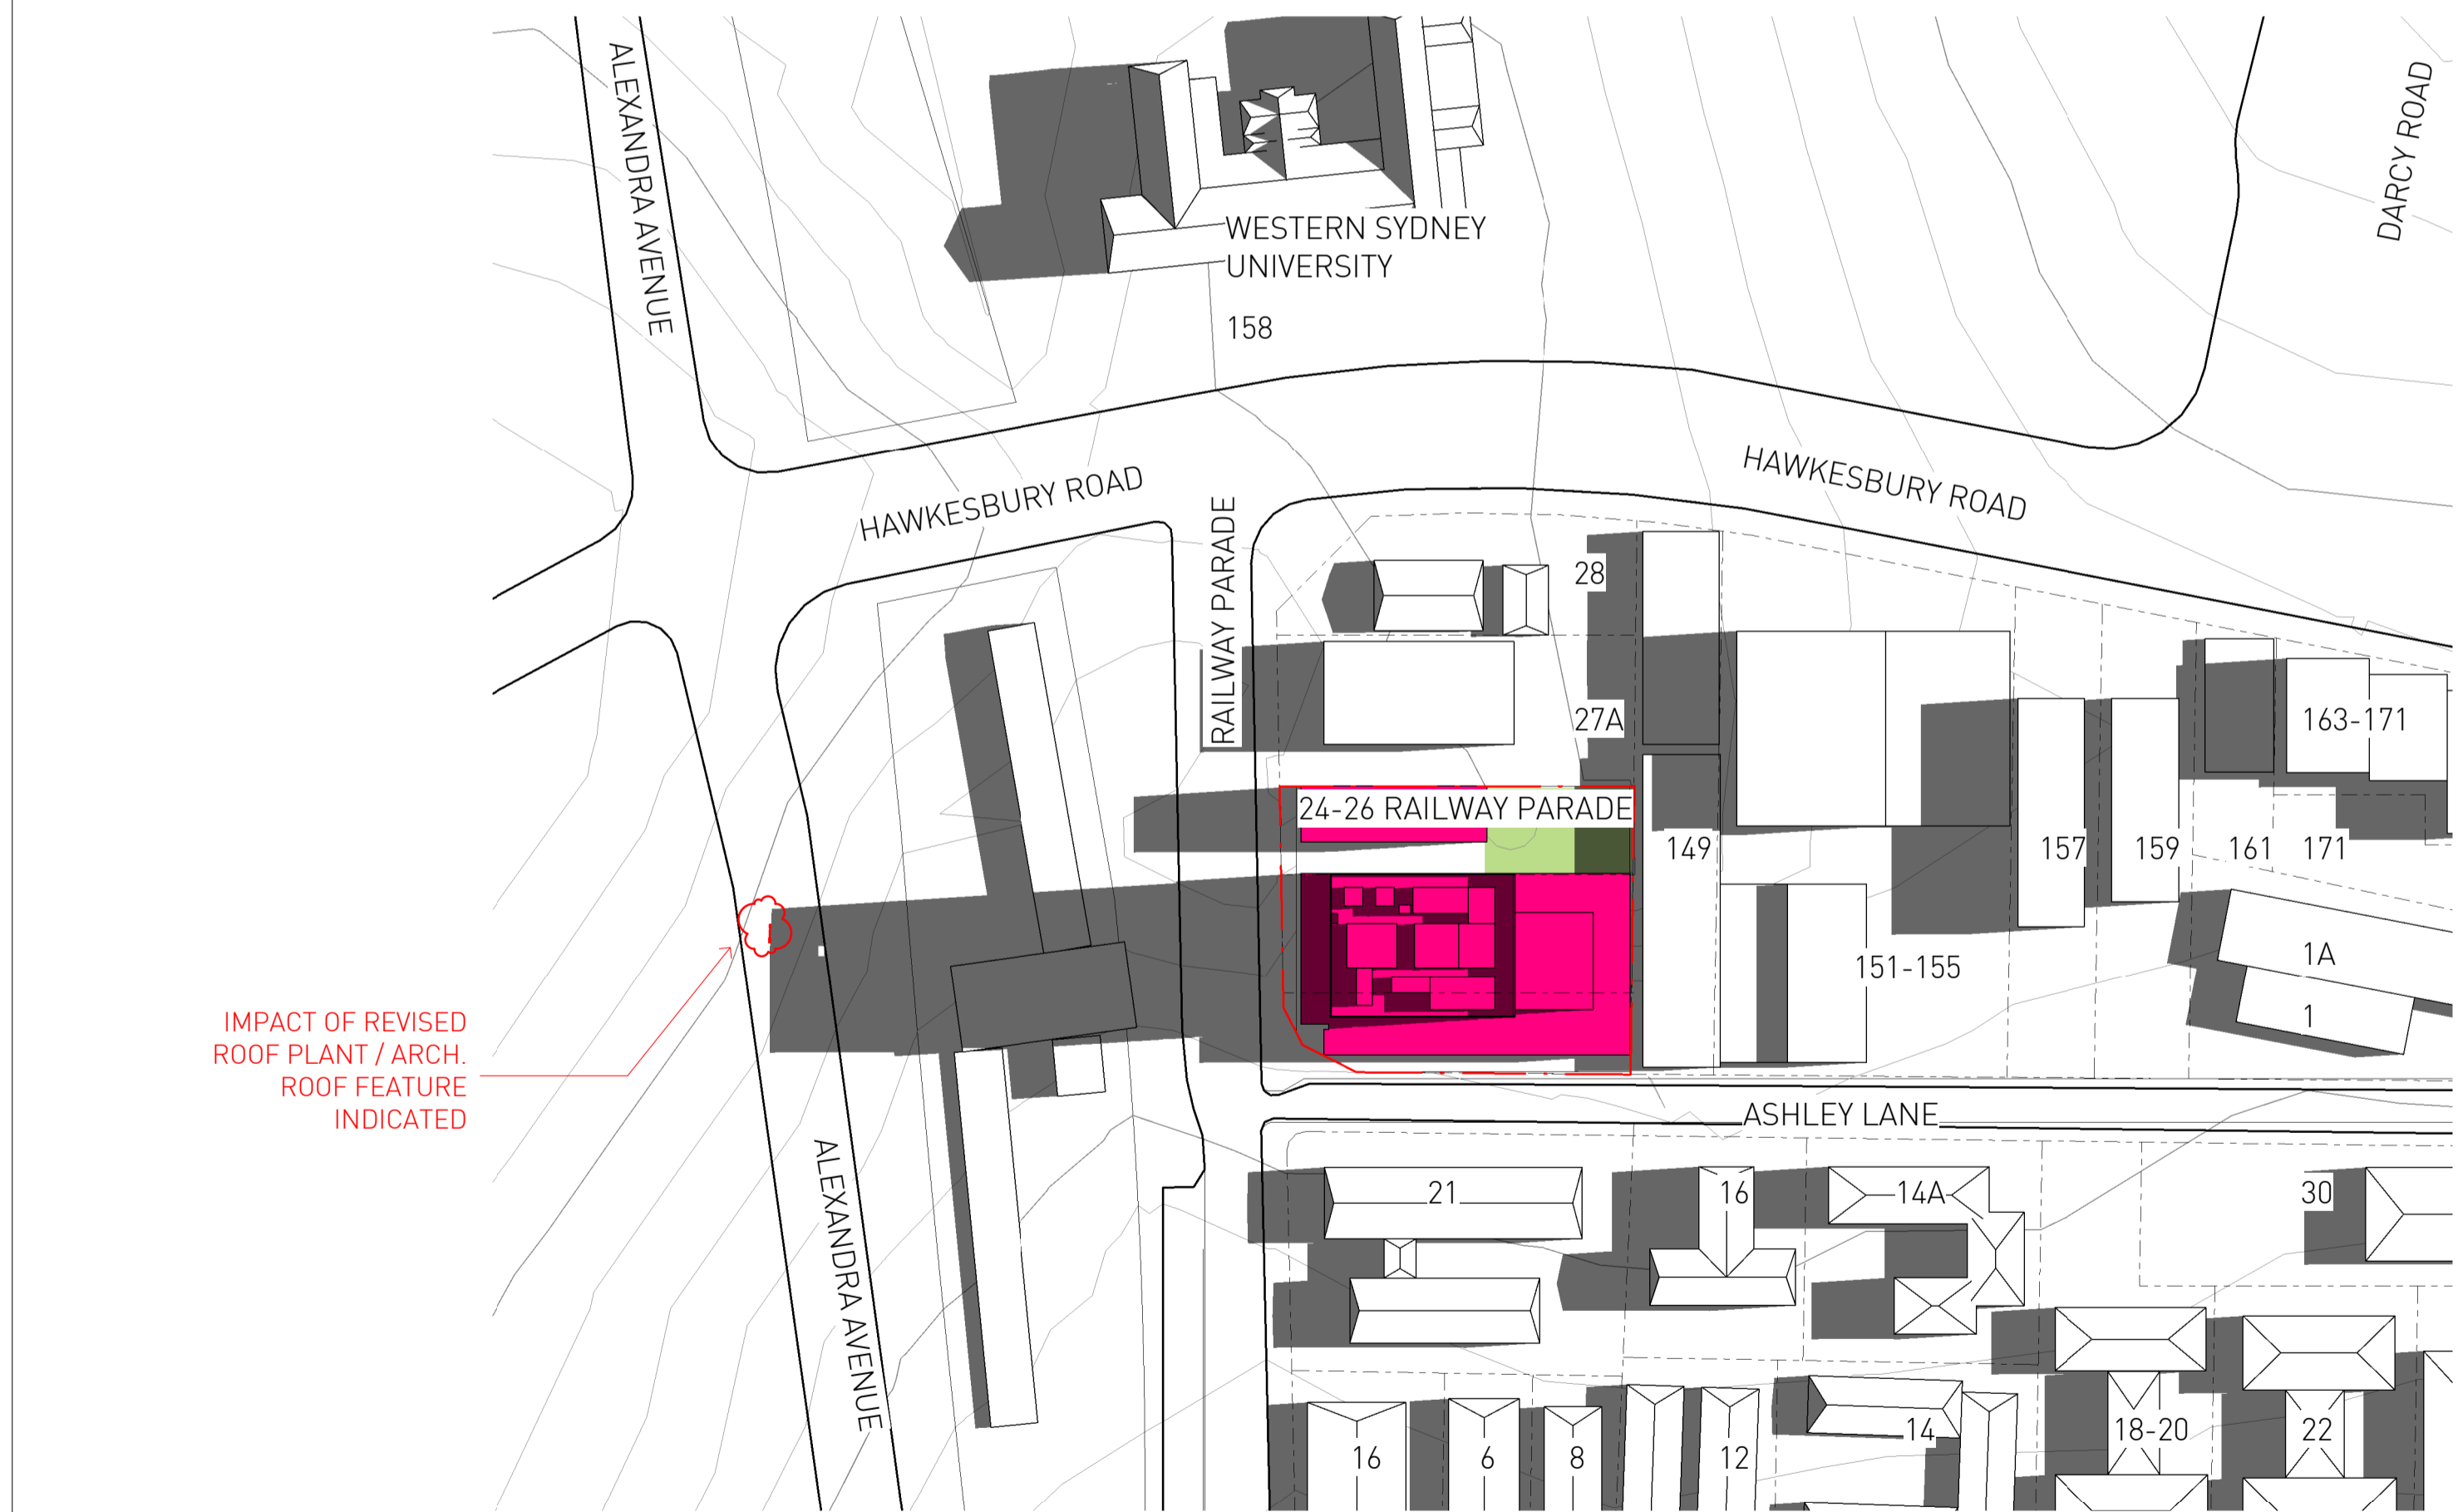 ALEXANDRA AVENUE
DARCY ROAD
WESTERN SYDNEY
UNIVERSITY
158
HAWKESBURY ROAD
HAWKESBURY ROAD
RAILWAY PARADE
28
27A
163-171
24-26 RAILWAY PARADE
149
157
159
161
171
151-155
1A
1
IMPACT OF REVISED
ROOF PLANT / ARCH.
ROOF FEATURE
INDICATED
ASHLEY LANE
ALEXANDRA AVENUE
21
16
14A
30
16
6
8
12
14
18-20
22